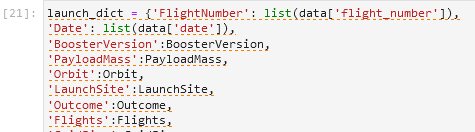 [21]: launch_dict = {'FlightNumber': list(data['flight_number']),
'Date': list(data['date']),
'BoosterVersion':BoosterVersion,
'PayloadMass':PayloadMass,
'Orbit':Orbit,
'LaunchSite':LaunchSite,
'Outcome':Outcome,
'Flights':Flights,